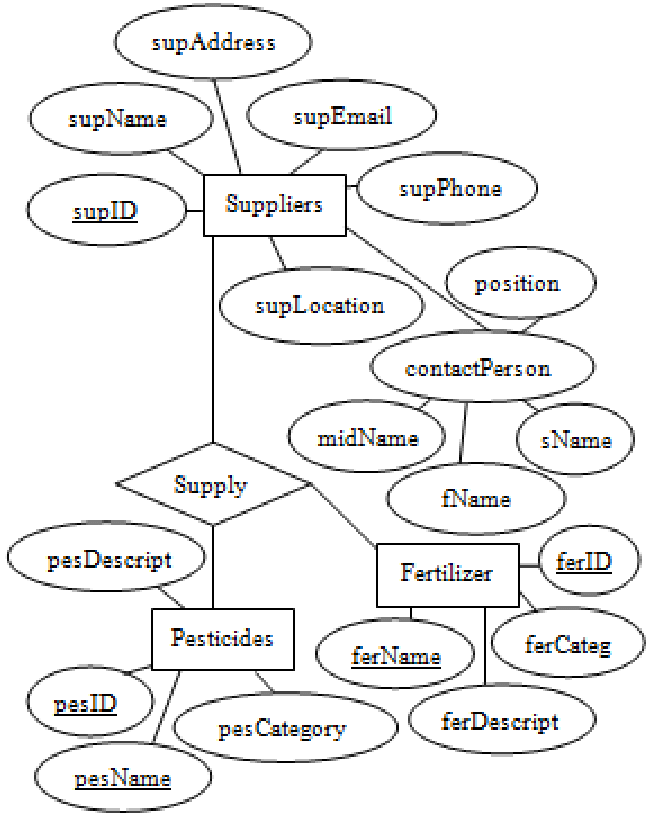 supAddress
supName
supEmail
supPhone
supID
Suppliers
supLocation
position
contactPerson
midName
sName
fName
Supply
pesDescript
Fertilizer
ferID
Pesticides
ferName
ferCateg
pesID
pesCategory
ferDescript
pesName